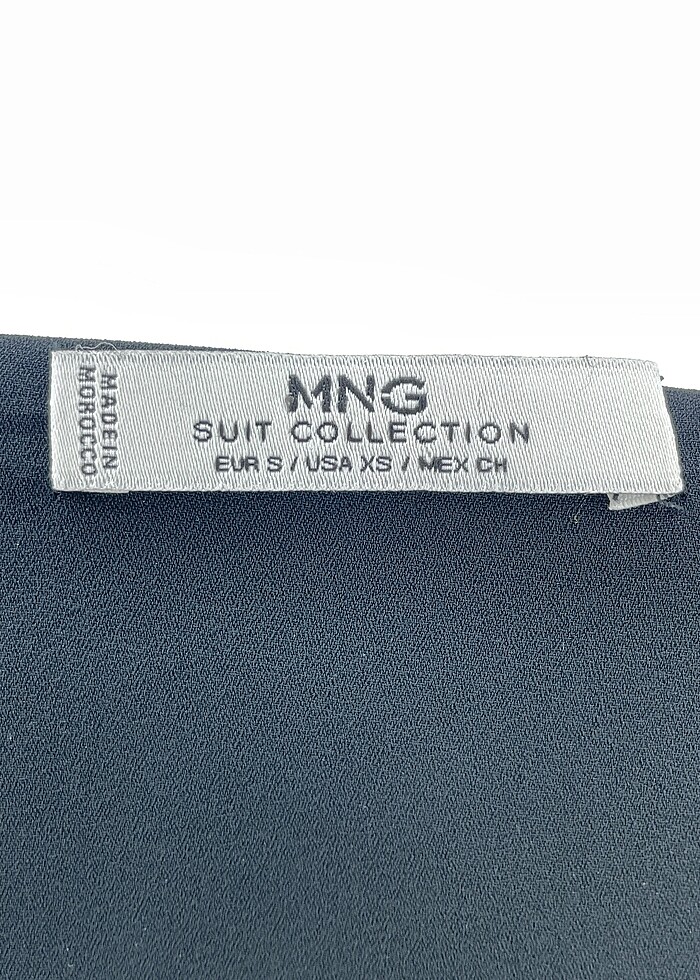 MNG
SUIT COLLECTION
EUR S / USA XS / MEX CH
MADE IN
MOROCCO